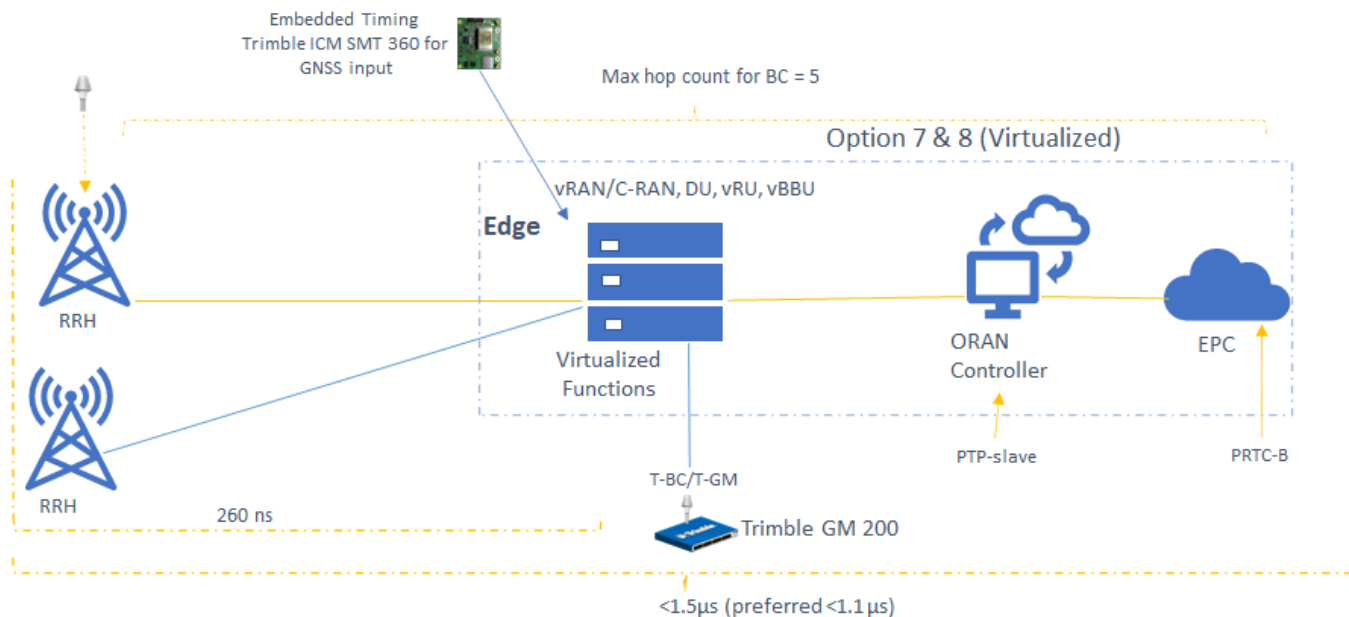 Embedded Timing
Trimble ICM SMT 360 for
GNSS input
Max hop count for BC = 5
Option 7 & 8 (Virtualized)
vRAN/C-RAN, DU, vRU, vBBU
Edge
RRH
Virtualized
Functions
ORAN
Controller
EPC
RRH
T-BC/T-GM
PTP-slave
PRTC-B
260 ns
Trimble GM 200
<1.5μs (preferred <1.1 μs)